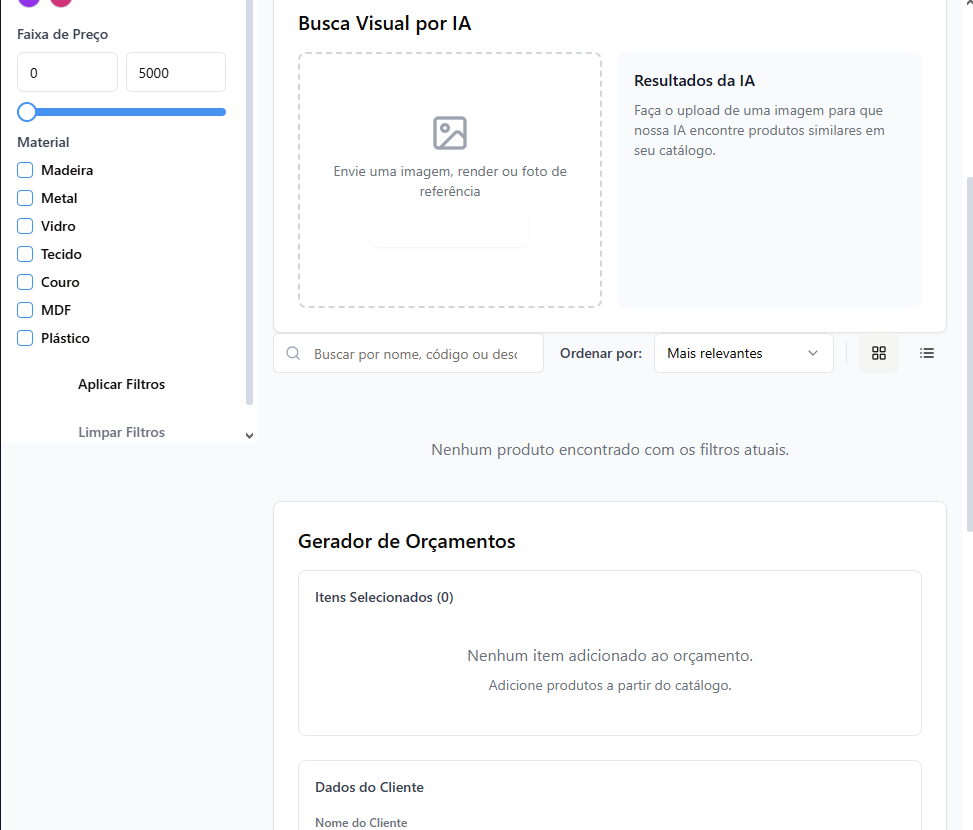 Faixa de Preço
0
5000
Material
Madeira
Metal
Vidro
Tecido
Couro
MDF
Plástico
Aplicar Filtros
Limpar Filtros
Busca Visual por IA
Envie uma imagem, render ou foto de
referência
Resultados da IA
Faça o upload de uma imagem para que
nossa IA encontre produtos similares em
seu catálogo.
Buscar por nome, código ou desc
Ordenar por:
Mais relevantes
Nenhum produto encontrado com os filtros atuais.
Gerador de Orçamentos
Itens Selecionados (0)
Nenhum item adicionado ao orçamento.
Adicione produtos a partir do catálogo.
Dados do Cliente
Nome do Cliente